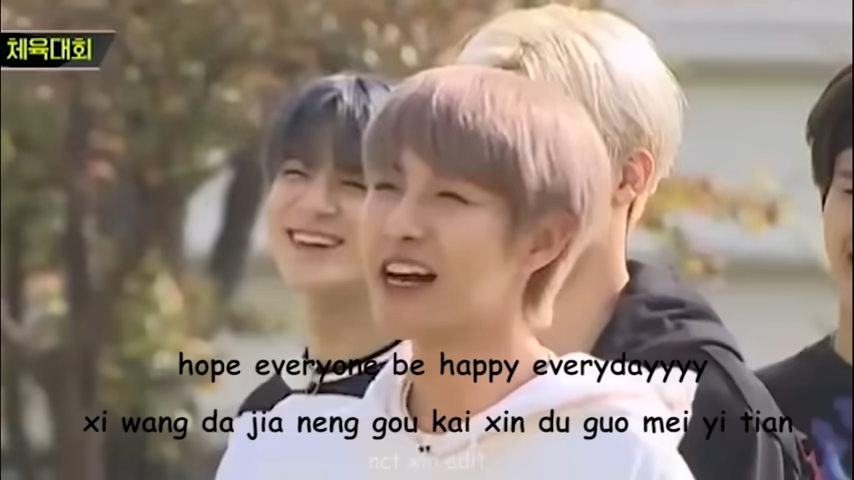 체육대회
hope everyone be happy everydayyyy
xi wang da jia neng gou kai xin du guo mei yi tian
nct xin edit